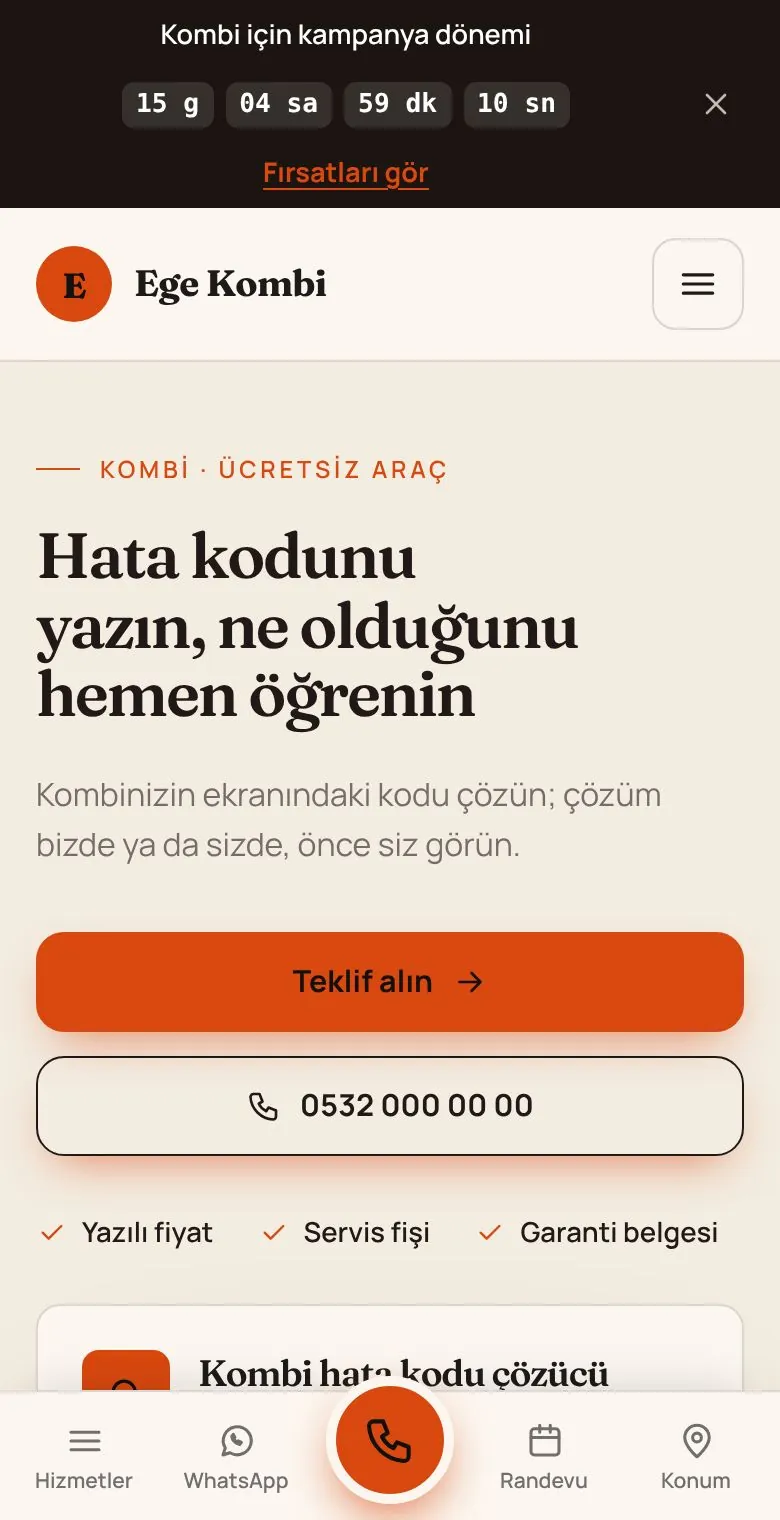 Kombi için kampanya dönemi
15 g 04 sa 59 dk 10 sn
Fırsatları gör
E Ege Kombi
KOMBİ · ÜCRETSİZ ARAÇ
Hata kodunu
yazın, ne olduğunu
hemen öğrenin
Kombinizin ekranındaki kodu çözün; çözüm
bizde ya da sizde, önce siz görün.
Teklif alın →
0532 000 00 00
Yazılı fiyat Servis fişi Garanti belgesi
Kombi hata kodu çözücü
Hizmetler WhatsApp Randevu Konum